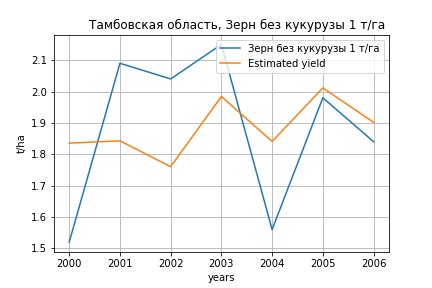 Тамбовская область, Зерн без кукурузы 1 т/га
Зерн без кукурузы 1 т/га
Estimated yield
2.1
2.0
1.9
1.8
1.7
1.6
1.5
t/ha
2000 2001 2002 2003 2004 2005 2006
years